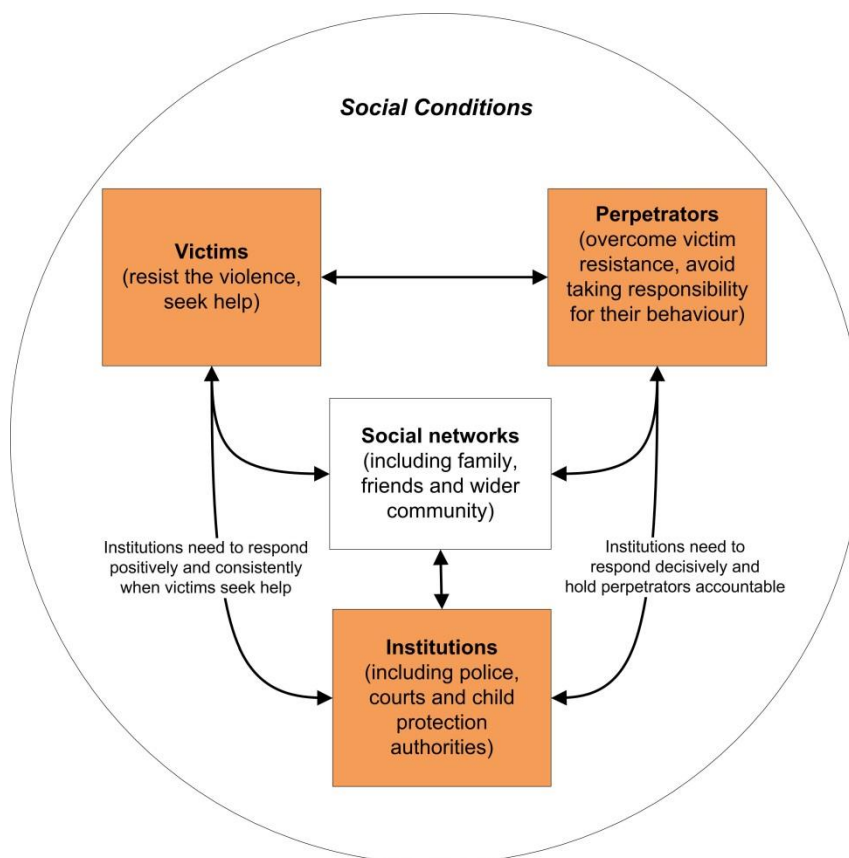 Social Conditions
Victims
(resist the violence,
seek help)
Perpetrators
(overcome victim
resistance, avoid
taking responsibility
for their behaviour)
Social networks
(including family,
friends and wider
community)
Institutions need to respond
positively and consistently
when victims seek help
Institutions need to
respond decisively and
hold perpetrators accountable
Institutions
(including police,
courts and child
protection
authorities)